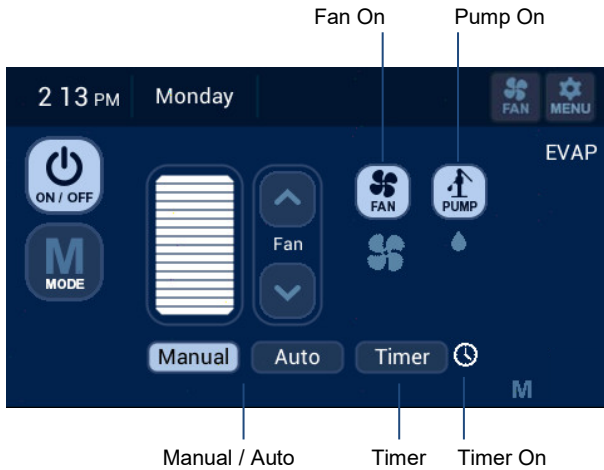 Fan On Pump On
2 13 PM Monday FAN MENU
EVAP
ON / OFF
FAN PUMP
Fan
M
MODE
Manual Auto Timer
M
Manual / Auto Timer Timer On